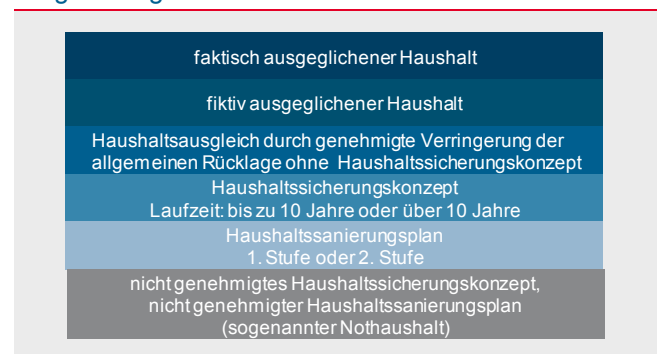 faktisch ausgeglichener Haushalt
fiktiv ausgeglichener Haushalt
Haushaltsausgleich durch genehmigte Verringerung der
allgemeinen Rücklage ohne Haushaltssicherungskonzept
Haushaltssicherungskonzept
Laufzeit: bis zu 10 Jahre oder über 10 Jahre
Haushaltssanierungsplan
1. Stufe oder 2. Stufe
nicht genehmigtes Haushaltssicherungskonzept,
nicht genehmigter Haushaltssanierungsplan
(sogenannter Nothaushalt)